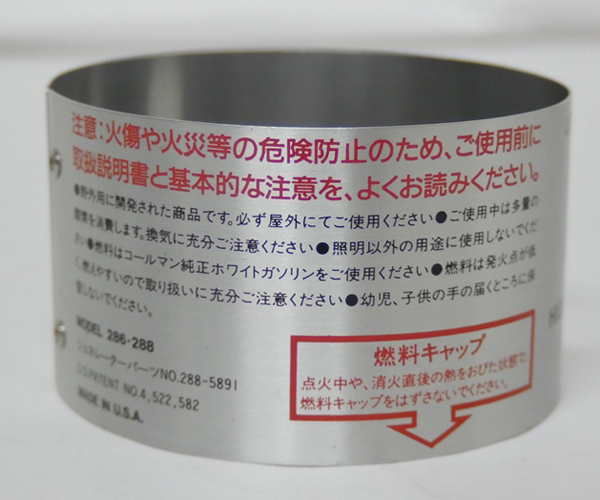 注意：火傷や火災等の危険防止のため、ご使用前に
取扱説明書と基本的な注意を、よくお読みください。
●野外用に開発された商品です。必ず屋外にてご使用ください●ご使用中は多量の
酸素を消費します。換気に充分ご注意ください●照明以外の用途に使用しないでくだ
さい●燃料はコールマン純正ホワイトガソリンをご使用ください●燃料は発火点が低
く燃えやすいので取り扱いに充分ご注意ください●幼児、子供の手の届くところに保
管しないでください。
MODEL 286·288
ジェネレーターパーツNO.288-5891
U.S.PATENT NO.4,522,582
MADE IN U.S.A.
燃料キャップ
点火中や、消火直後の熱をおびた状態で、
燃料キャップをはずさないでください。